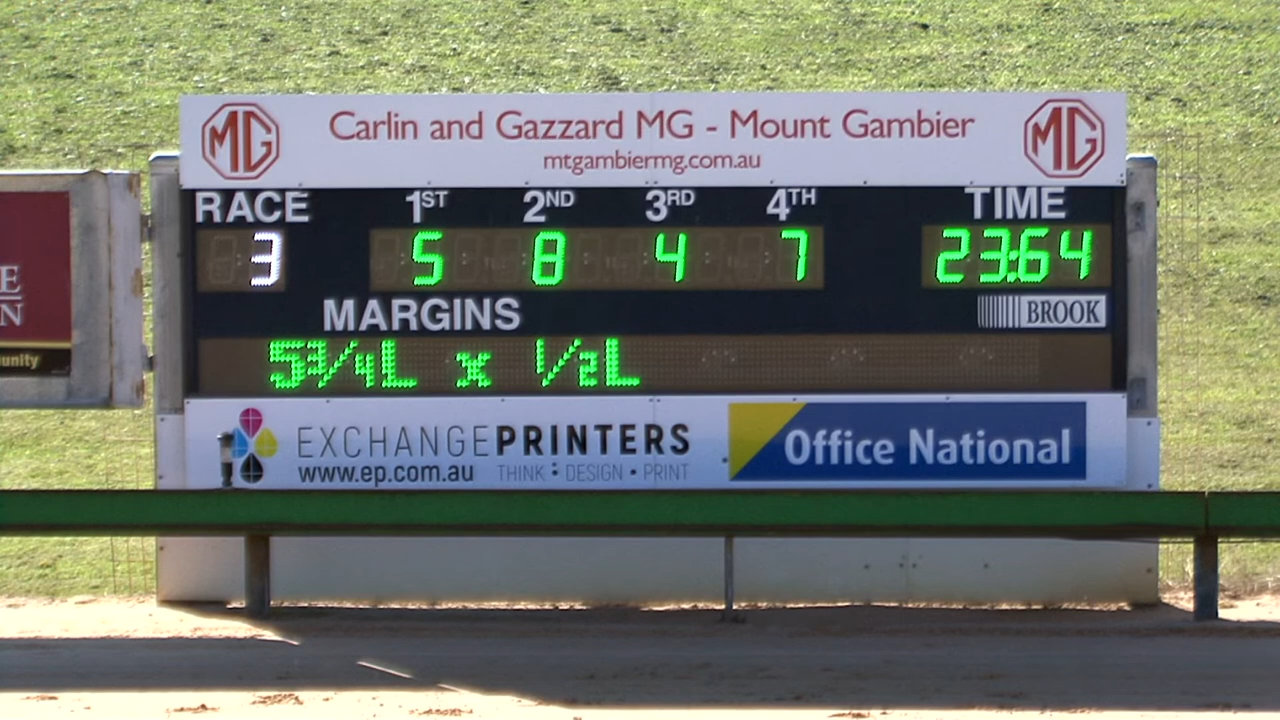 MG Carlin and Gazzard MG - Mount Gambier MG
mtgambiermg.com.au
RACE 1ST 2ND 3RD 4TH TIME
3 5 8 4 7 23:64
MARGINS BROOK
5¾L x ½L
EXCHANGEPRINTERS
www.ep.com.au THINK : DESIGN • PRINT
Office National
E
N
unity